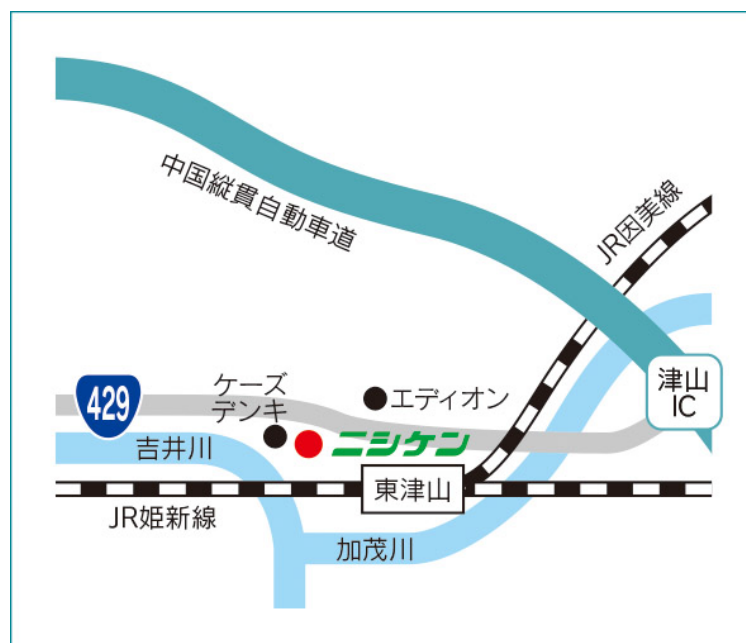 中国縦貫自動車道
JR因美線
津山
IC
ケーズ
デンキ
エディオン
429
ニシケン
吉井川
東津山
JR姫新線
加茂川